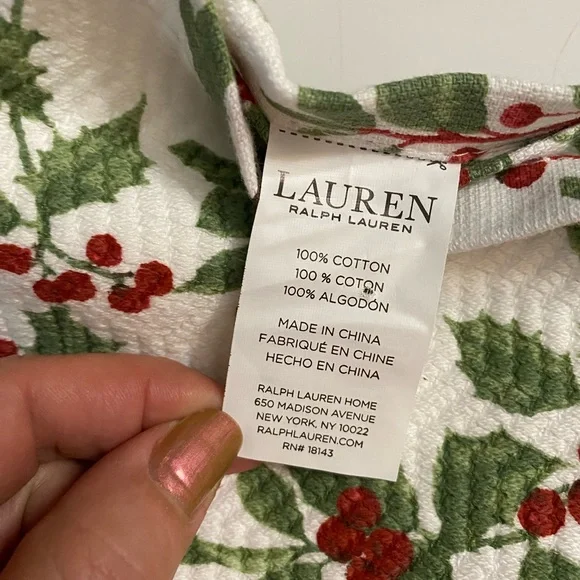 LAUREN
RALPH LAUREN
100% COTTON
100 % COTON
100% ALGODÓN
MADE IN CHINA
FABRIQUÉ EN CHINE
HECHO EN CHINA
RALPH LAUREN HOME
650 MADISON AVENUE
NEW YORK, NY 10022
RALPHLAUREN.COM
RN# 18143